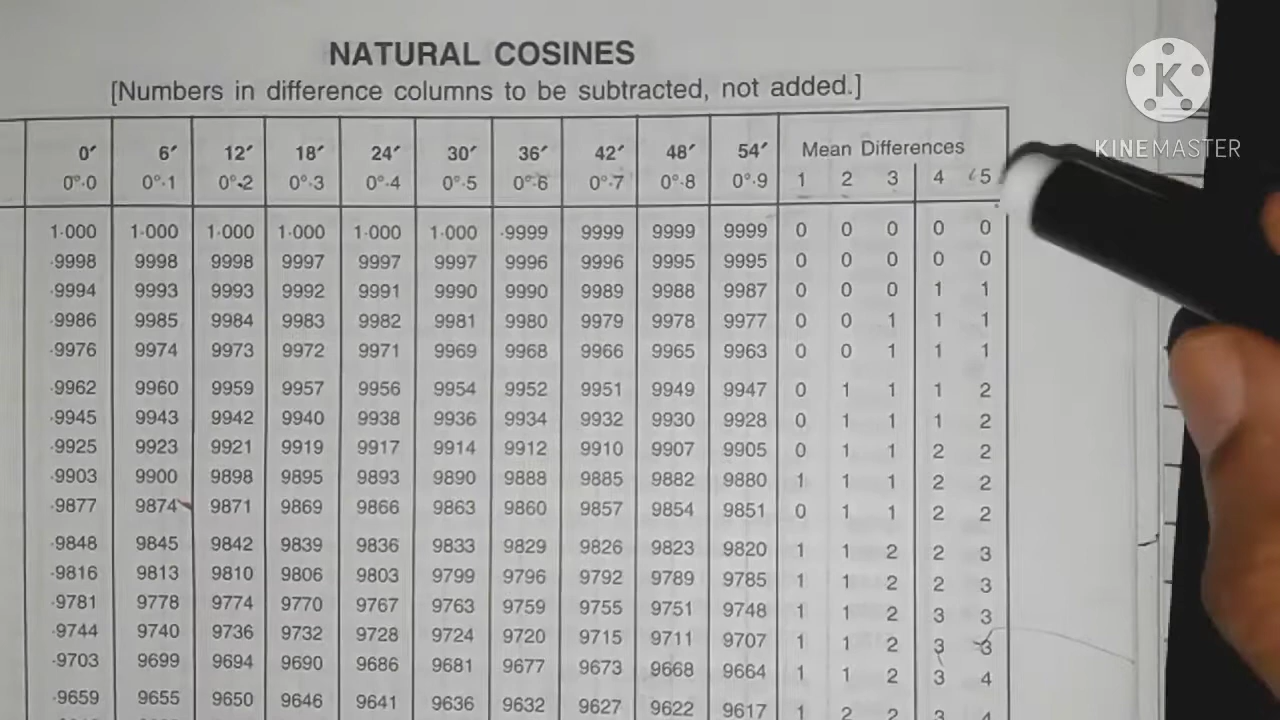 NATURAL COSINES
[Numbers in difference columns to be subtracted, not added.]
K
KINEMASTER
0′ 6′ 12′ 18′ 24′ 30′ 36′ 42′ 48′ 54′ Mean Differences
0°·0 0°·1 0°·2 0°·3 0°·4 0°·5 0°·6 0°·7 0°·8 0°·9 1 2 3 4 5
1·000 1·000 1·000 1·000 1·000 1·000 ·9999 9999 9999 9999 0 0 0 0 0
·9998 9998 9998 9997 9997 9997 9996 9996 9995 9995 0 0 0 0 0
·9994 9993 9993 9992 9991 9990 9990 9989 9988 9987 0 0 0 1 1
·9986 9985 9984 9983 9982 9981 9980 9979 9978 9977 0 0 1 1 1
·9976 9974 9973 9972 9971 9969 9968 9966 9965 9963 0 0 1 1 1
·9962 9960 9959 9957 9956 9954 9952 9951 9949 9947 0 1 1 1 2
·9945 9943 9942 9940 9938 9936 9934 9932 9930 9928 0 1 1 1 2
·9925 9923 9921 9919 9917 9914 9912 9910 9907 9905 0 1 1 2 2
·9903 9900 9898 9895 9893 9890 9888 9885 9882 9880 1 1 1 2 2
·9877 9874 9871 9869 9866 9863 9860 9857 9854 9851 0 1 1 2 2
·9848 9845 9842 9839 9836 9833 9829 9826 9823 9820 1 1 2 2 3
·9816 9813 9810 9806 9803 9799 9796 9792 9789 9785 1 1 2 2 3
·9781 9778 9774 9770 9767 9763 9759 9755 9751 9748 1 1 2 3 3
·9744 9740 9736 9732 9728 9724 9720 9715 9711 9707 1 1 2 3 3
·9703 9699 9694 9690 9686 9681 9677 9673 9668 9664 1 1 2 3 4
·9659 9655 9650 9646 9641 9636 9632 9627 9622 9617 1 2 2 3 4